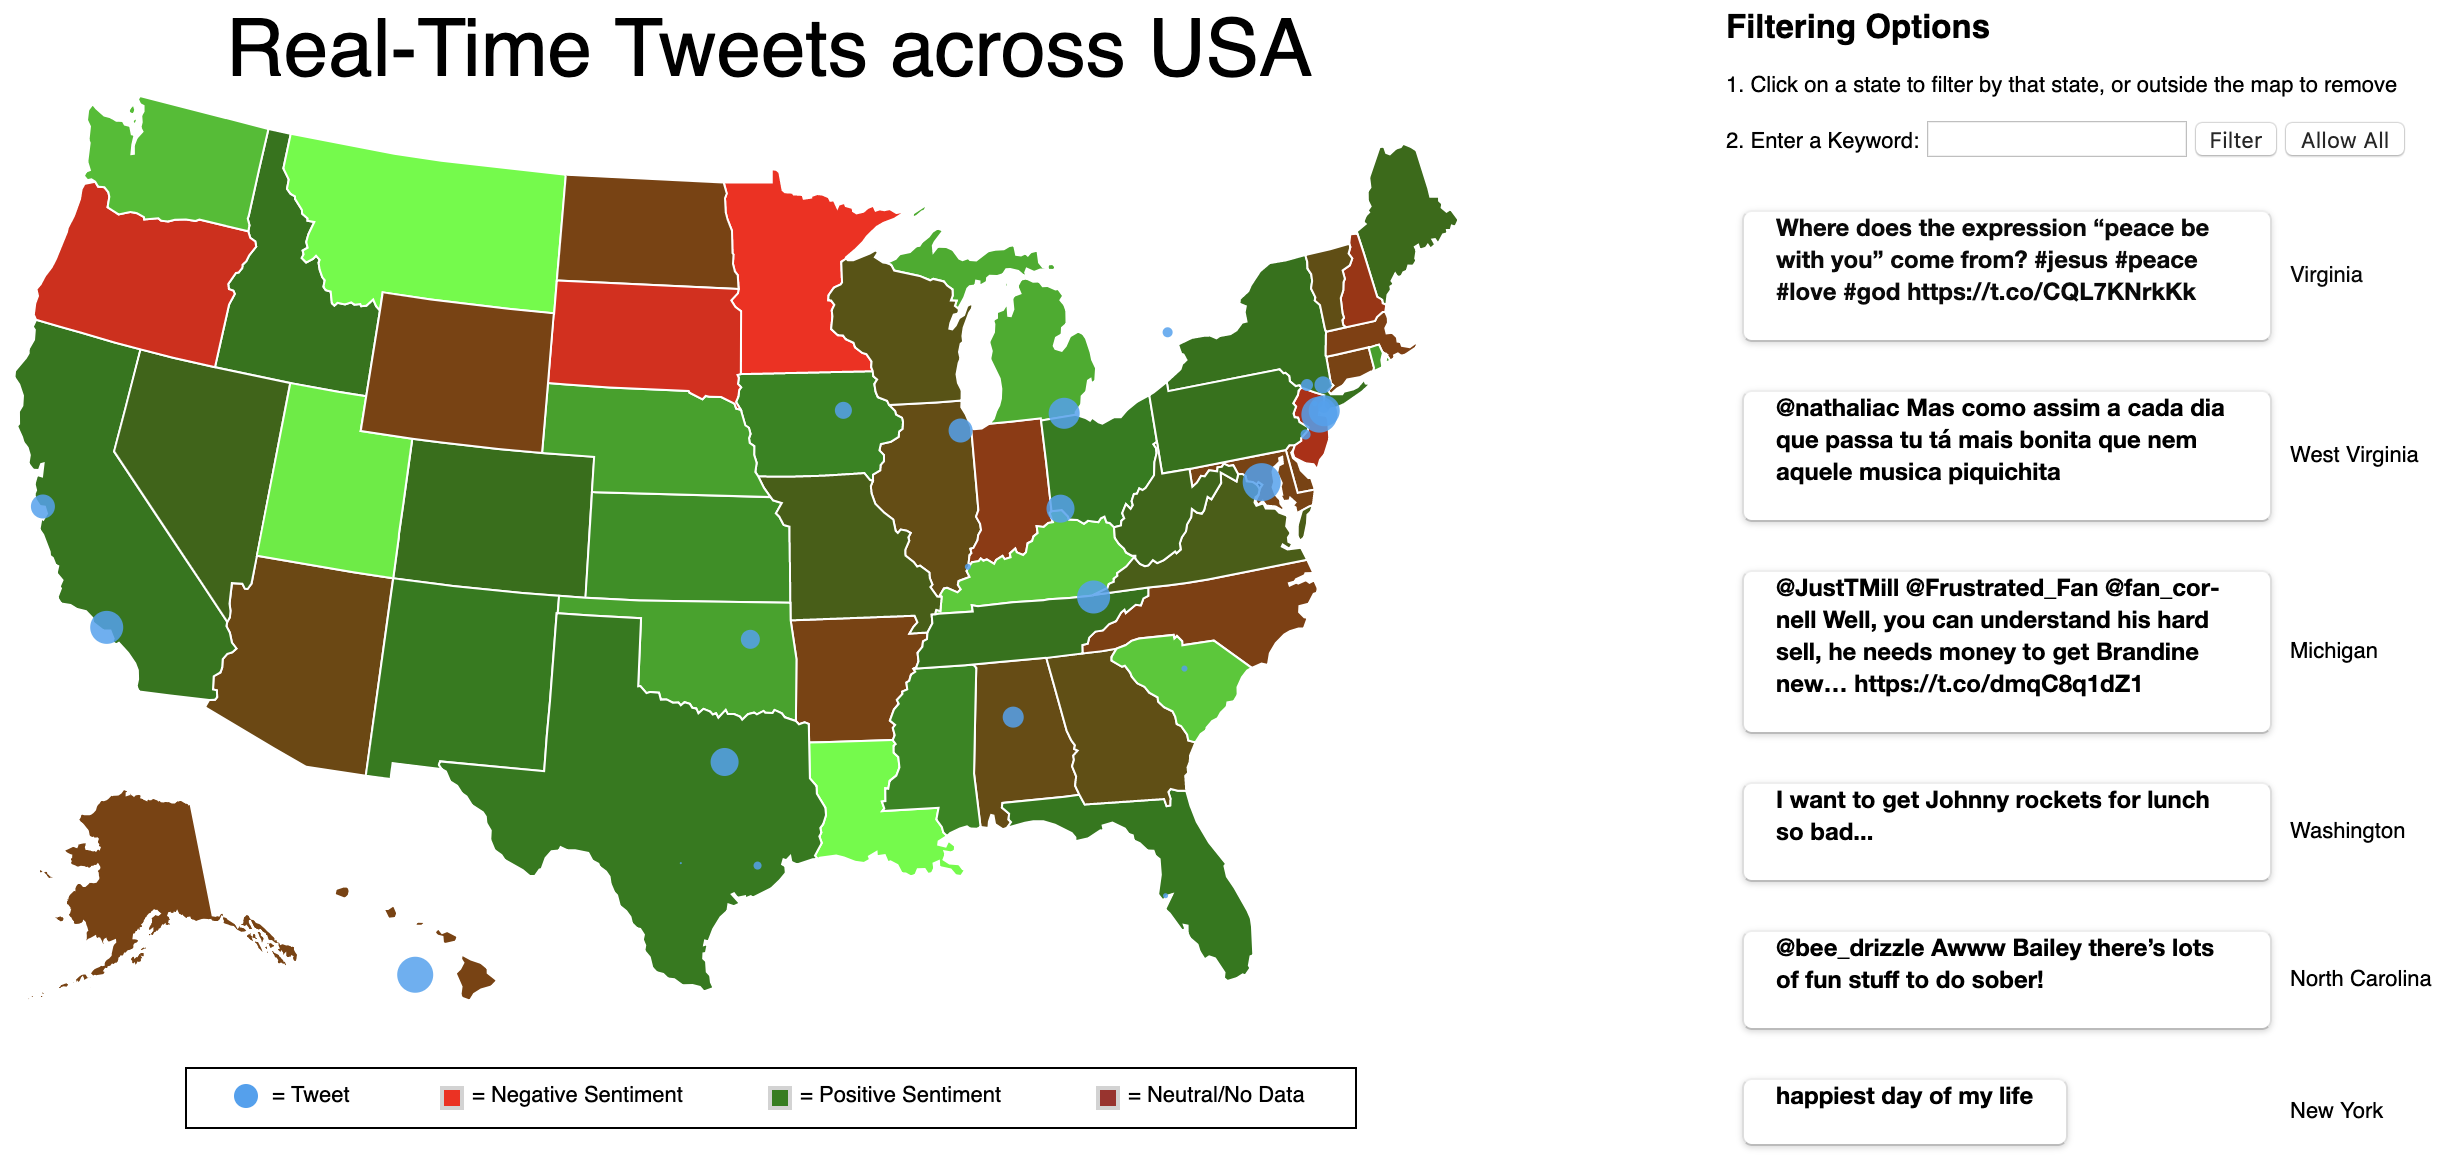 Real-Time Tweets across USA
= Tweet
= Negative Sentiment
= Positive Sentiment
= Neutral/No Data
Filtering Options
1. Click on a state to filter by that state, or outside the map to remove
2. Enter a Keyword:
Filter
Allow All
Where does the expression “peace be
with you” come from? #jesus #peace
#love #god https://t.co/CQL7KNrkKk
Virginia
@nathaliac Mas como assim a cada dia
que passa tu tá mais bonita que nem
aquele musica piquichita
West Virginia
@JustTMill @Frustrated_Fan @fan_cor-
nell Well, you can understand his hard
sell, he needs money to get Brandine
new… https://t.co/dmqC8q1dZ1
Michigan
I want to get Johnny rockets for lunch
so bad...
Washington
@bee_drizzle Awww Bailey there’s lots
of fun stuff to do sober!
North Carolina
happiest day of my life
New York